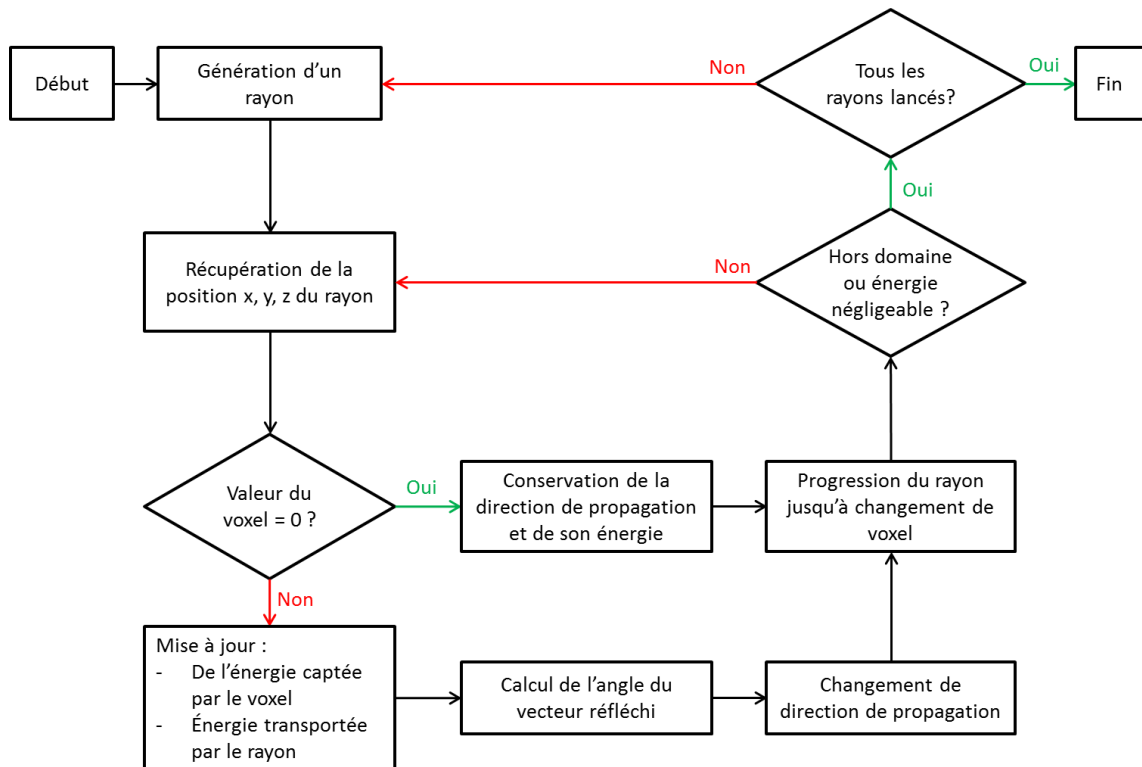 Début
Génération d'un
rayon
Non
Tous les
rayons lancés?
Oui
Fin
Oui
Récupération de la
position x, y, z du rayon
Non
Hors domaine
ou énergie
négligeable ?
Valeur du
voxel = 0 ?
Oui
Conservation de la
direction de propagation
et de son énergie
Progression du rayon
jusqu'à changement de
voxel
Non
Mise à jour :
- De l'énergie captée
par le voxel
- Énergie transportée
par le rayon
Calcul de l'angle du
vecteur réfléchi
Changement de
direction de propagation